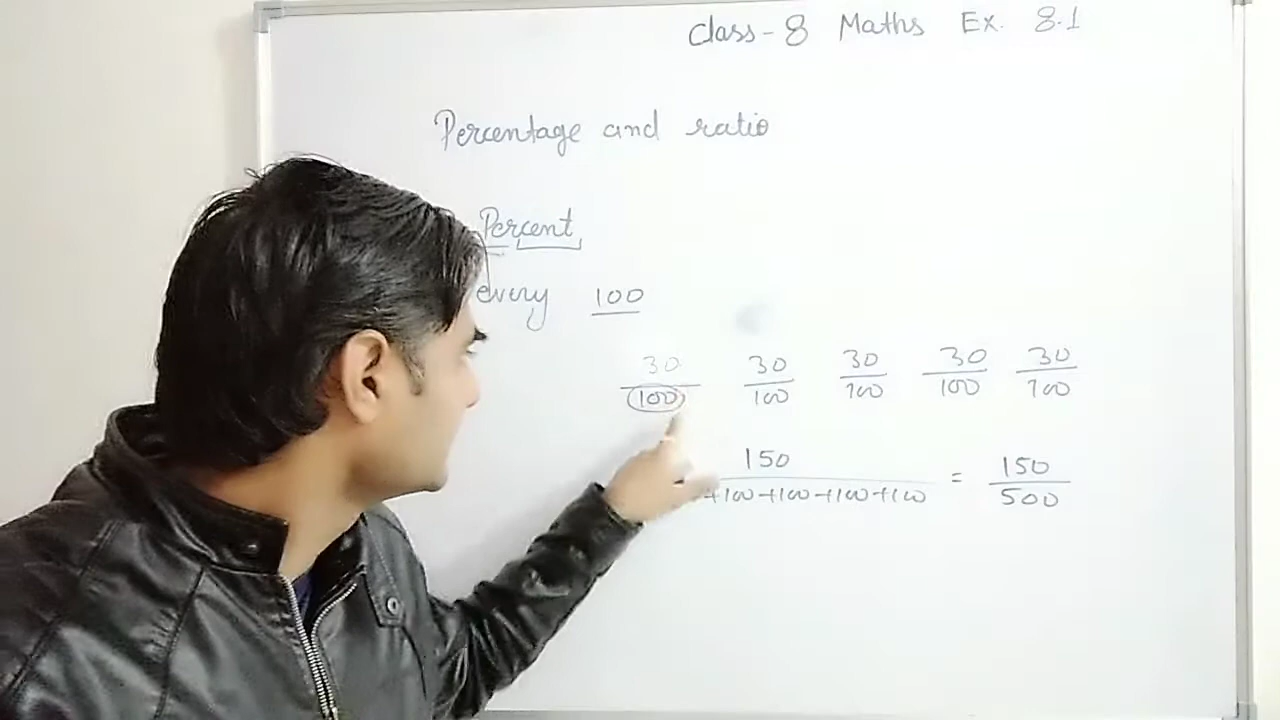 Class - 8 Maths Ex. 8.1
Percentage and ratio
Percent
every 100
30/100 30/100 30/100 30/100 30/100
150/+100+100+100+100 = 150/500